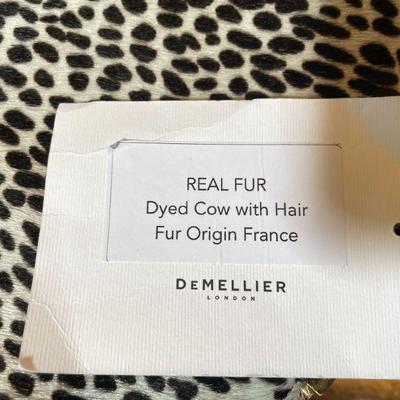 REAL FUR
Dyed Cow with Hair
Fur Origin France
DEMELLIER
LONDON